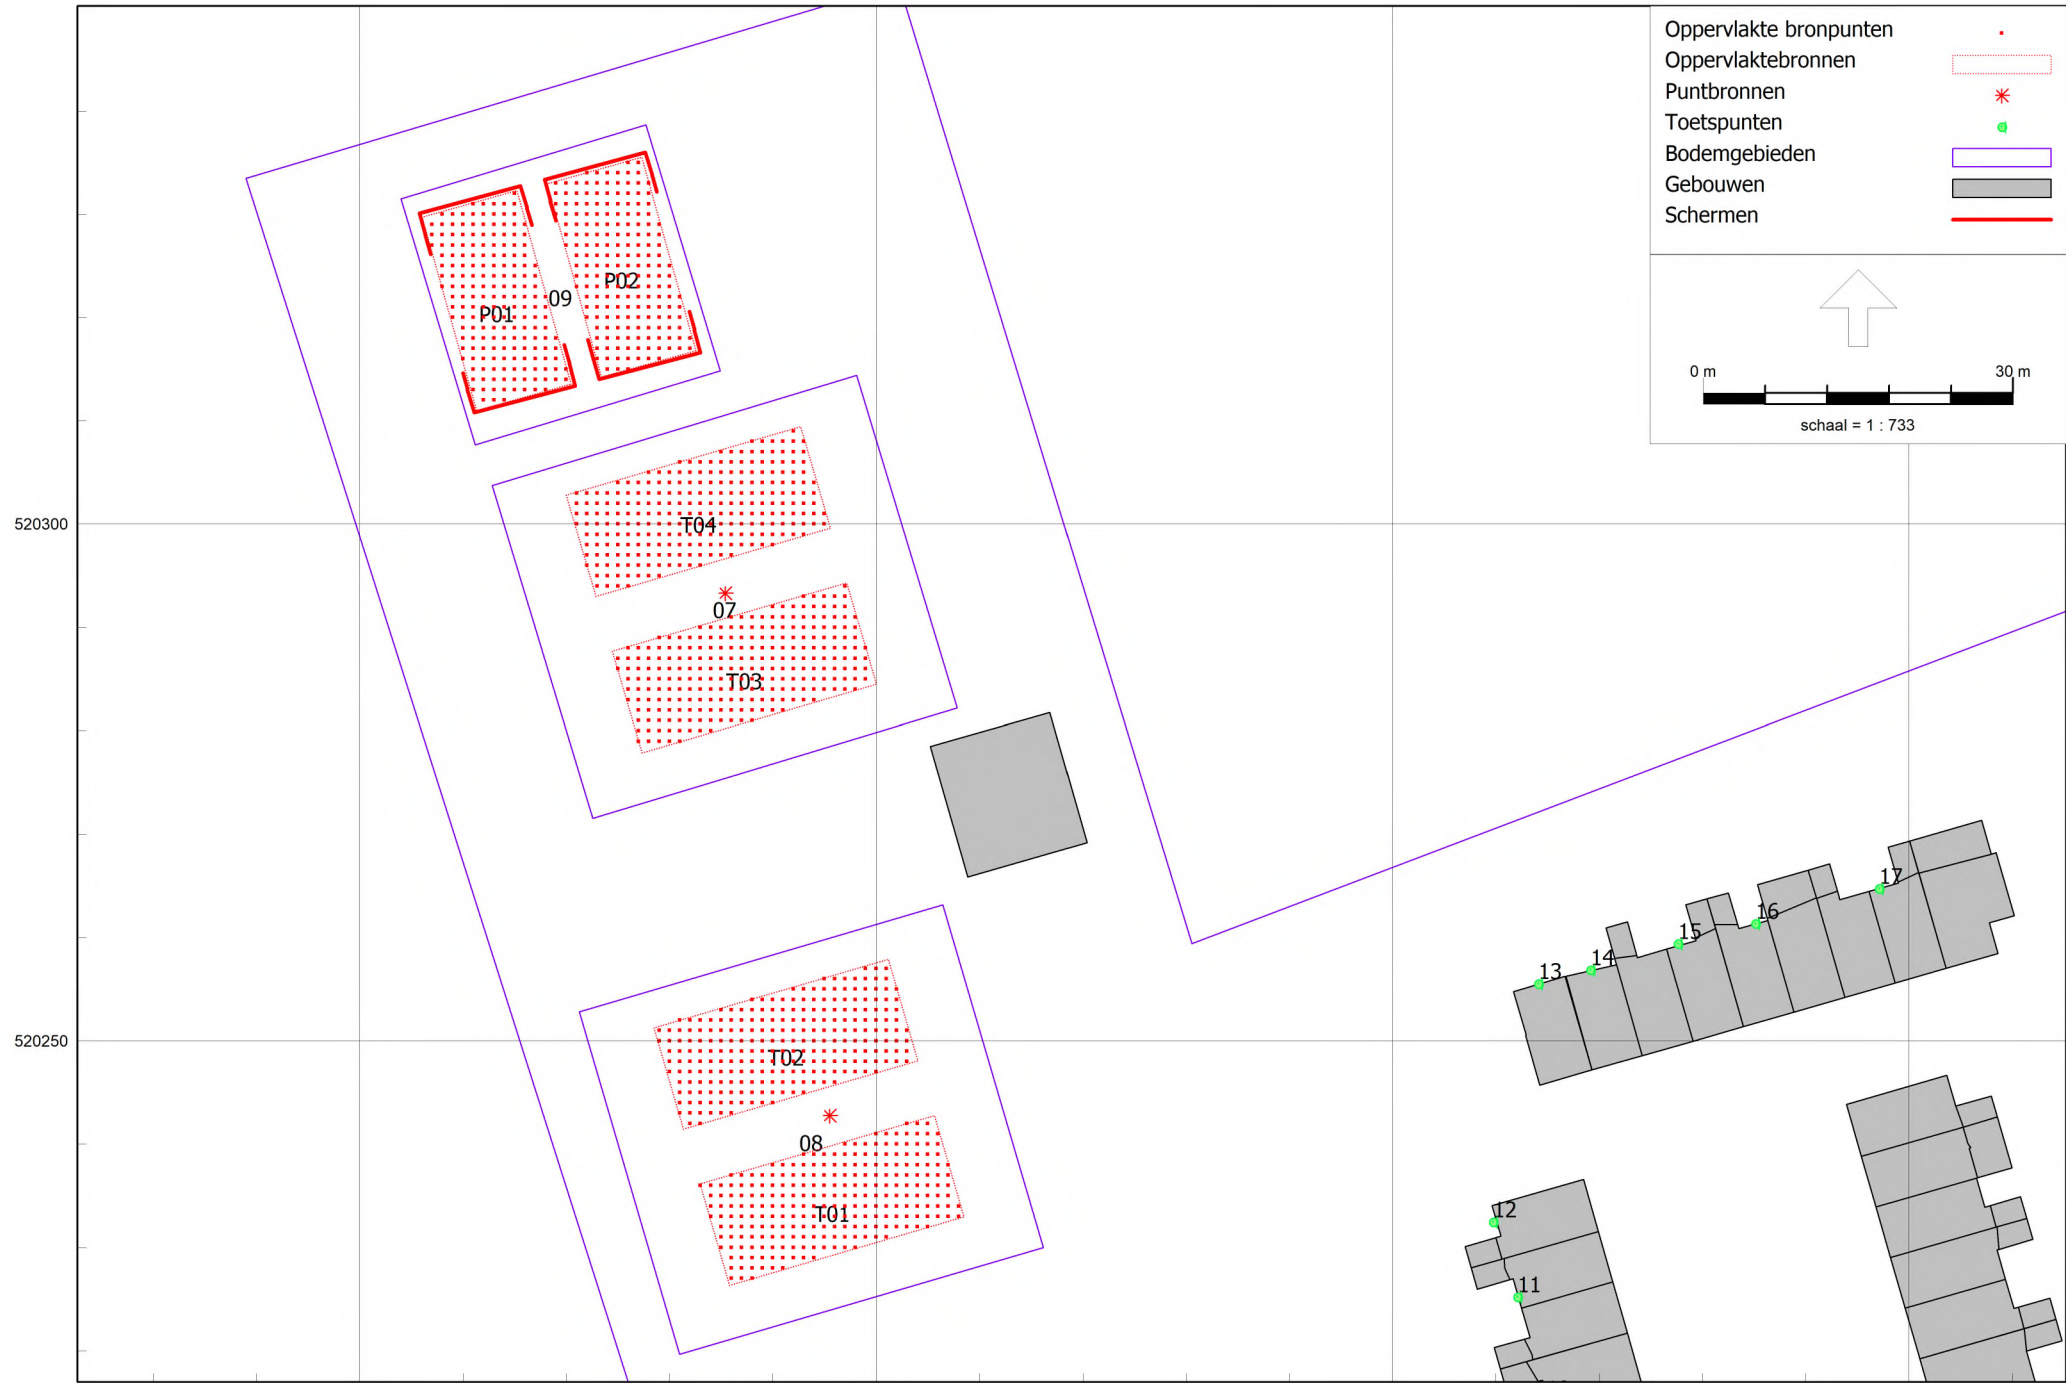 Oppervlakte bronpunten
Oppervlaktebronnen
Puntbronnen
Toetspunten
Bodemgebieden
Gebouwen
Schermen
0 m
30 m
schaal = 1 : 733
P02
09
P01
520300
T04
07
T03
17
16
15
14
13
520250
T02
08
T01
12
11